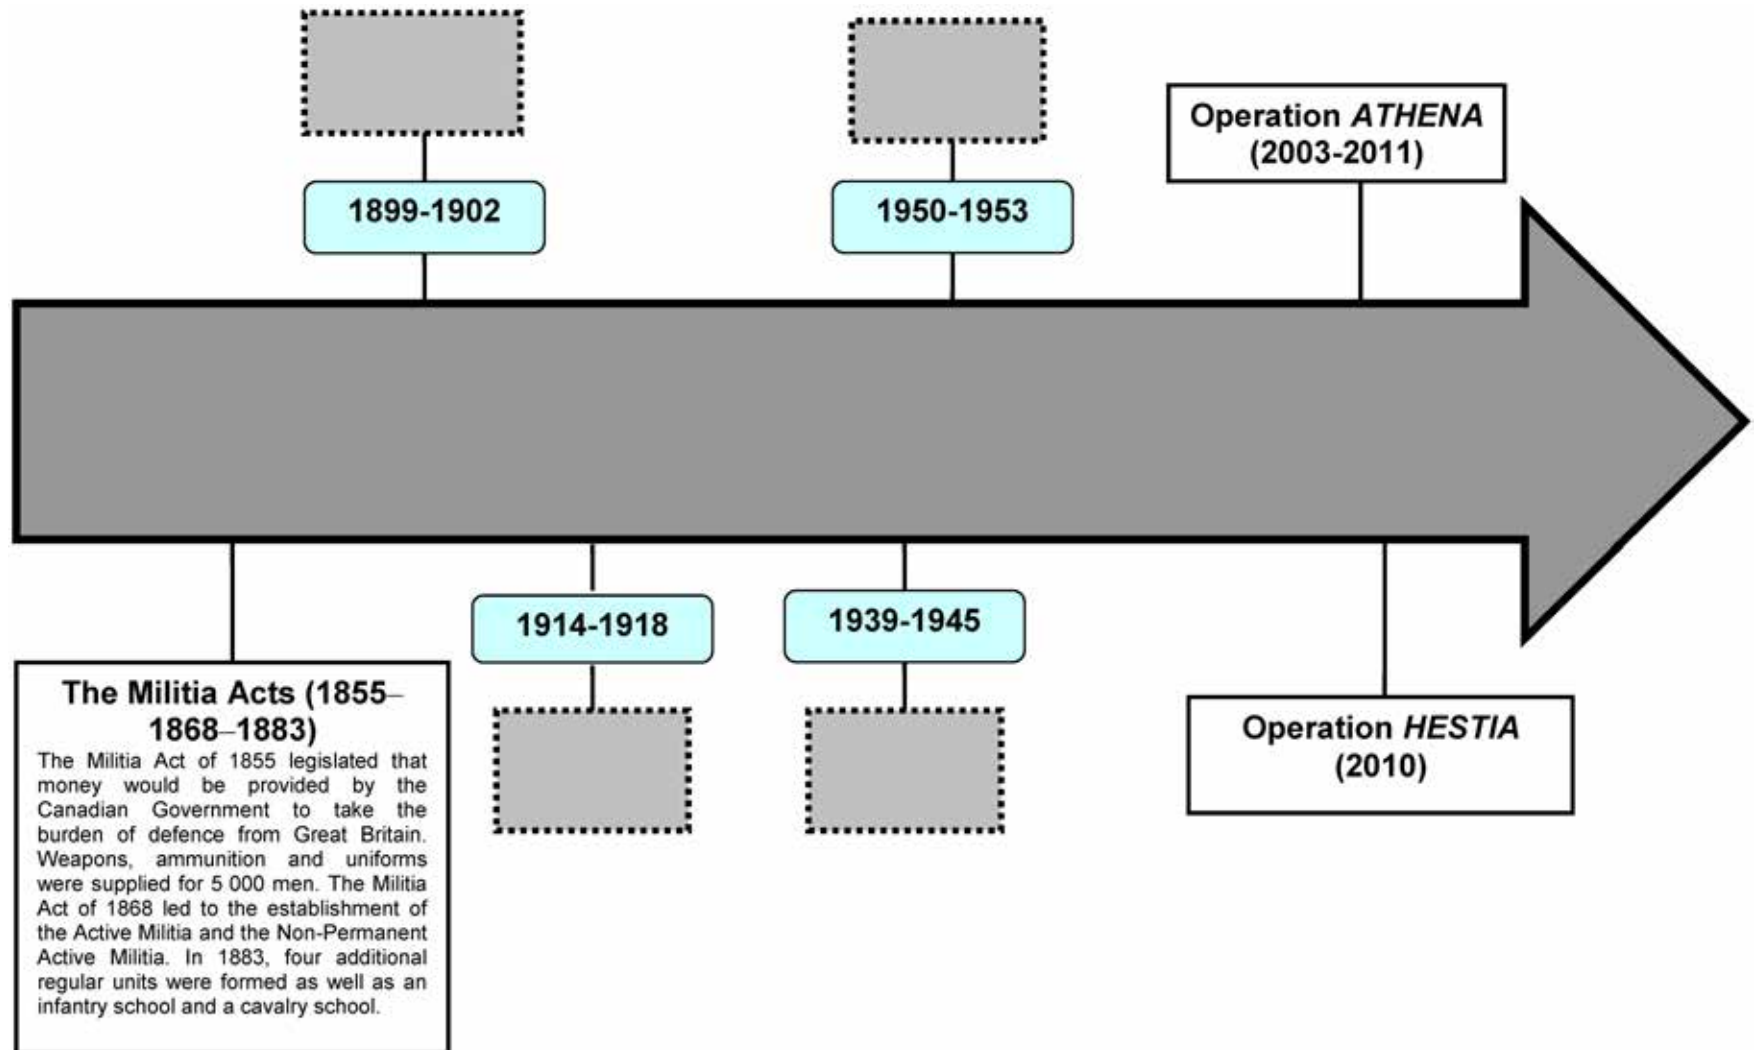 1899-1902
1950-1953
Operation ATHENA
(2003-2011)
1914-1918
1939-1945
The Militia Acts (1855–
1868–1883)
The Militia Act of 1855 legislated that
money would be provided by the
Canadian Government to take the
burden of defence from Great Britain.
Weapons, ammunition and uniforms
were supplied for 5 000 men. The Militia
Act of 1868 led to the establishment of
the Active Militia and the Non-Permanent
Active Militia. In 1883, four additional
regular units were formed as well as an
infantry school and a cavalry school.
Operation HESTIA
(2010)